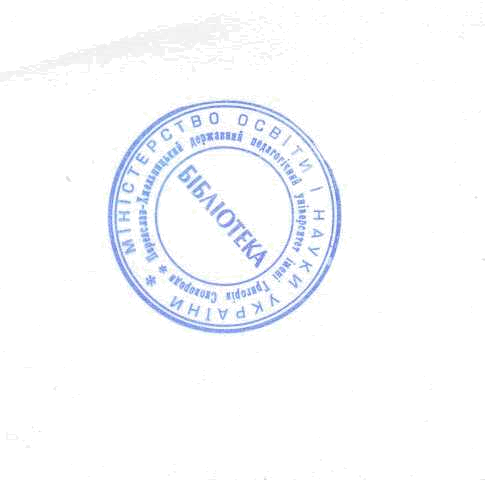 * МІНІСТЕРСТВО ОСВІТИ І НАУКИ УКРАЇНИ
* Переяслав-Хмельницький державний педагогічний університет імені Григорія Сковороди
БІБЛІОТЕКА